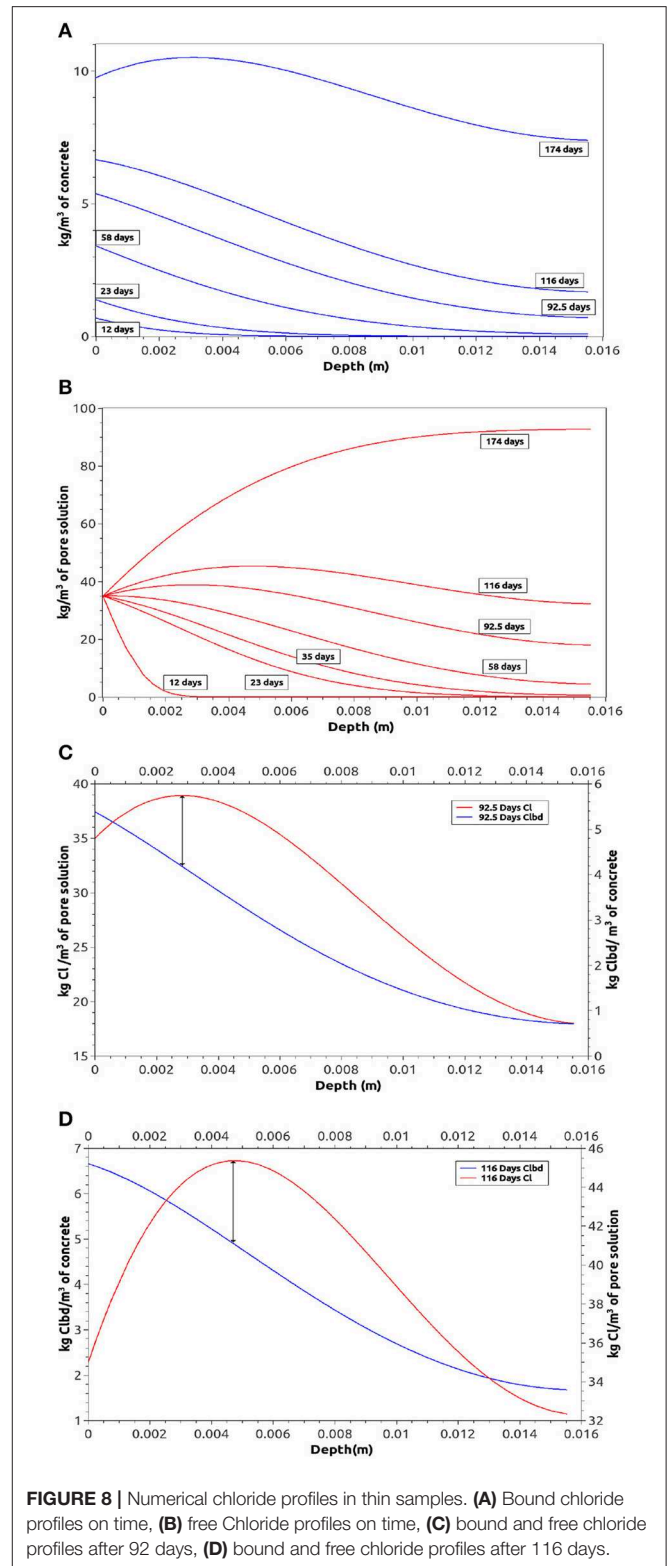 A
kg/m³ of concrete
10
5
0
174 days
116 days
92.5 days
58 days
23 days
12 days
0 0.002 0.004 0.006 0.008 0.01 0.012 0.014 0.016
Depth (m)
B
kg/m³ of pore solution
100
80
60
40
20
0
174 days
116 days
92.5 days
58 days
35 days
12 days
23 days
0 0.002 0.004 0.006 0.008 0.01 0.012 0.014 0.016
Depth (m)
C
0 0.002 0.004 0.006 0.008 0.01 0.012 0.014 0.016
kg Cl /m³ of pore solution
40
35
30
25
20
15
92.5 Days Cl
92.5 Days Clbd
6
5
4
3
2
1
0
kg Clbd/ m³ of concrete
0 0.002 0.004 0.006 0.008 0.01 0.012 0.014 0.016
Depth (m)
D
0 0.002 0.004 0.006 0.008 0.01 0.012 0.014 0.016
kg Clbd/m³ of concrete
7
6
5
4
3
2
1
116 Days Clbd
116 Days Cl
46
44
42
40
38
36
34
32
kg Cl/m³ of pore solution
0 0.002 0.004 0.006 0.008 0.01 0.012 0.014 0.016
Depth(m)
FIGURE 8 | Numerical chloride profiles in thin samples. (A) Bound chloride
profiles on time, (B) free Chloride profiles on time, (C) bound and free chloride
profiles after 92 days, (D) bound and free chloride profiles after 116 days.